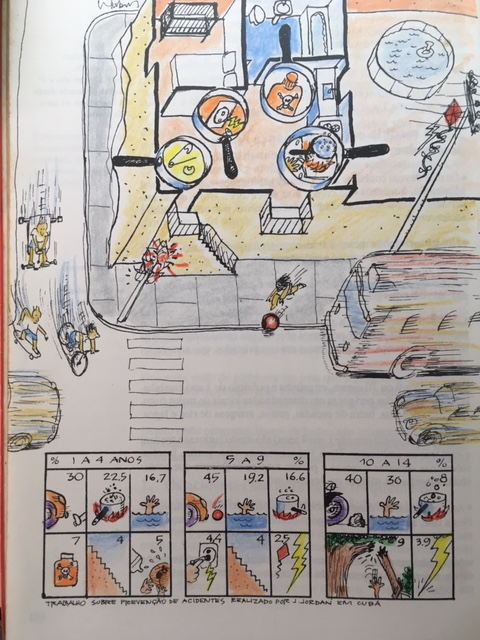 % 1 A 4 ANOS
5 A 9 %
10 A 14 %
30 22,5 16,7
45 19,2 16.6
40 30 8
7 4 5
4,4 4 2,5
9 3,9
TRABALHO SOBRE PREVENÇÃO DE ACIDENTES REALIZADO POR J. JORDAN EM CUBA